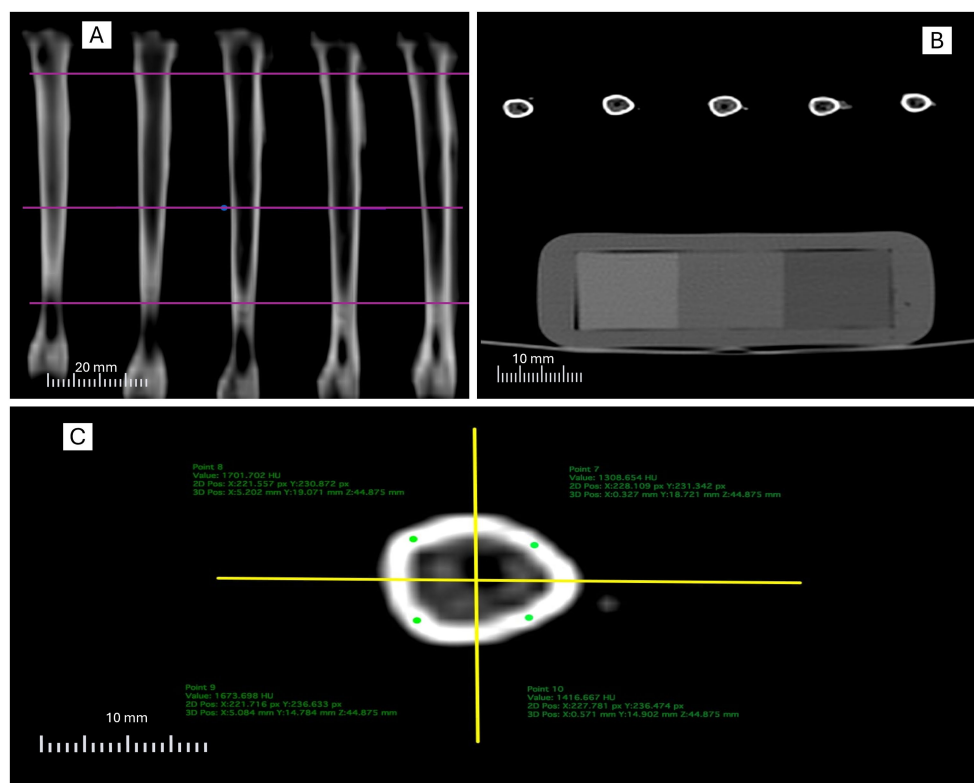 A
20 mm
B
10 mm
C
Point 8
Value: 1701.702 HU
2D Pos: X:221.557 px Y:230.872 px
3D Pos: X:5.202 mm Y:19.071 mm Z:44.875 mm
Point 7
Value: 1308.654 HU
2D Pos: X:228.109 px Y:231.342 px
3D Pos: X:0.327 mm Y:18.721 mm Z:44.875 mm
Point 9
Value: 1673.698 HU
2D Pos: X:221.716 px Y:236.633 px
3D Pos: X:5.084 mm Y:14.784 mm Z:44.875 mm
Point 10
Value: 1416.667 HU
2D Pos: X:227.781 px Y:236.474 px
3D Pos: X:0.571 mm Y:14.902 mm Z:44.875 mm
10 mm